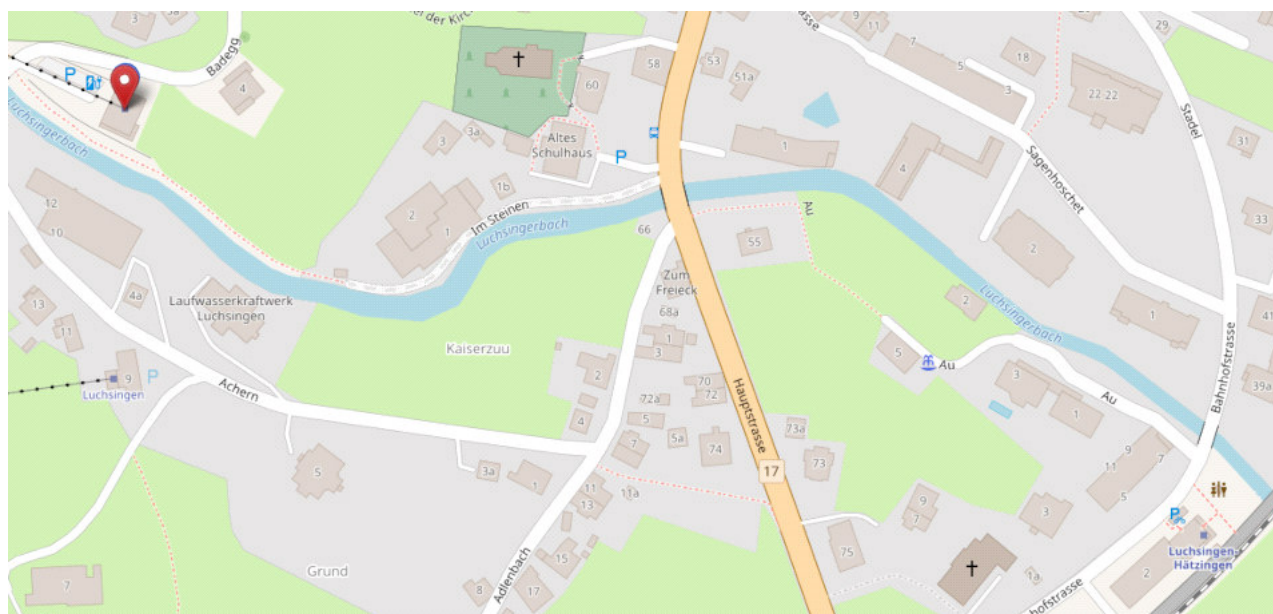 ei der Kirche
3
5a
29
9
11
7
5
3
18
22 22
Stadel
31
58
53
51a
60
Badegg
4
P
Luchsingerbach
3
3a
Altes
Schulhaus
P
1
1b
Im Steinen
Luchsingerbach
2
1
12
10
4
Sagenhoschet
2
33
Au
55
66
Zum
Freieck
68a
1
3
Laufwasserkraftwerk
Luchsingen
4a
13
11
Kaiserzuu
2
Luchsingerbach
1
41
Bahnhofstrasse
39a
5
Au
3
1
Au
9
11
7
5
9
P
Luchsingen
Achern
70
72
72a
5
4
Hauptstrasse
5a
7
74
73a
73
17
5
3a
1
11
13
11a
9
7
3
P
Luchsingen-
Hätzingen
2
1a
75
15
17
8
Adlenbach
Grund
7
hofstrasse